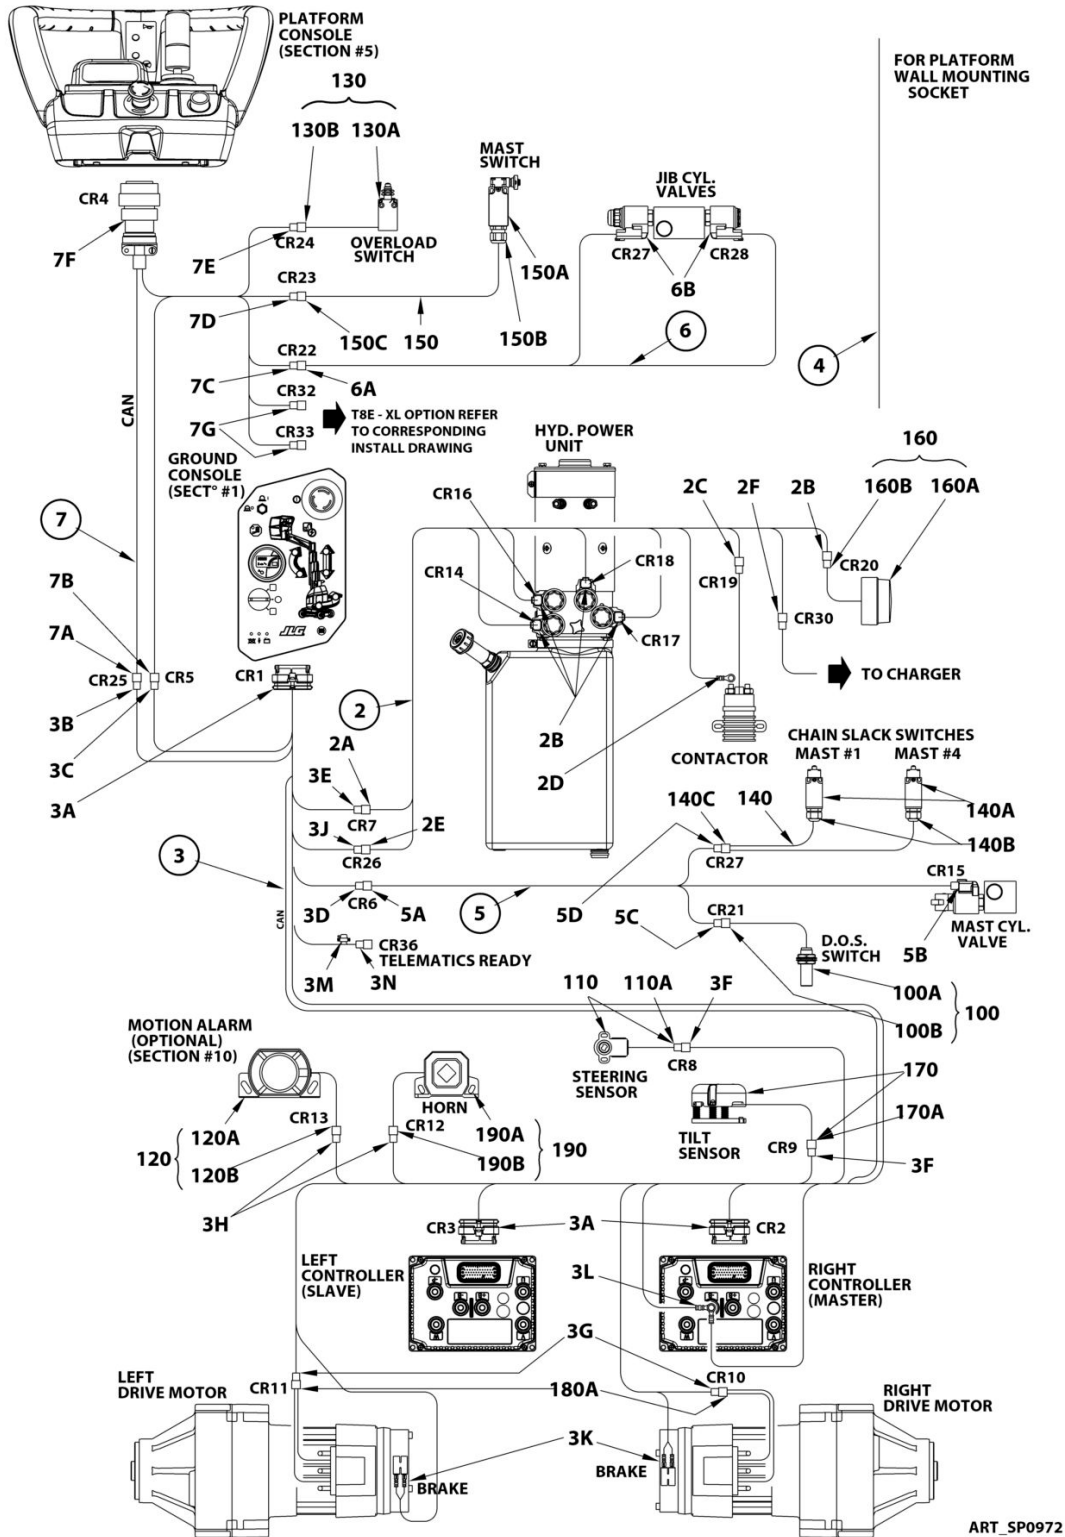 PLATFORM
CONSOLE
(SECTION #5)
FOR PLATFORM
WALL MOUNTING
SOCKET
130
130B 130A
MAST
SWITCH
JIB CYL.
VALVES
CR4
7F
CR24
7E
OVERLOAD
SWITCH
150A
CR27
CR28
6B
CR23
7D
150C
150
150B
6
4
CR22
7C
6A
CAN
CR32
7G
CR33
T8E - XL OPTION REFER
TO CORRESPONDING
INSTALL DRAWING
GROUND
CONSOLE
(SECT° #1)
HYD. POWER
UNIT
160
2C 2F 2B 160B 160A
CR16
7
CR18
CR19
CR20
CR14
7B
7A
CR17
CR30
JLG
CR25
CR5
CR1
TO CHARGER
3B
2
3C
2A
2B
2D
CONTACTOR
CHAIN SLACK SWITCHES
MAST #1 MAST #4
3A
3E
140C 140
140A
3J
CR7
2E
140B
3
CR26
CR27
CR15
3D
CR6
5A
5
5D
5C
CR21
CAN
CR36
TELEMATICS READY
D.O.S.
SWITCH
5B
MAST CYL.
VALVE
3M
3N
110 110A 3F
100A
100
100B
MOTION ALARM
(OPTIONAL)
(SECTION #10)
STEERING
SENSOR
CR8
170
HORN
TILT
SENSOR
170A
CR13
CR12
CR9
120A
120
120B
190A
190
190B
3F
3H
CR3
3A
CR2
LEFT
CONTROLLER
(SLAVE)
3L
RIGHT
CONTROLLER
(MASTER)
3G
LEFT
DRIVE MOTOR
CR11
180A
CR10
RIGHT
DRIVE MOTOR
3K
BRAKE
BRAKE
ART_SP0972